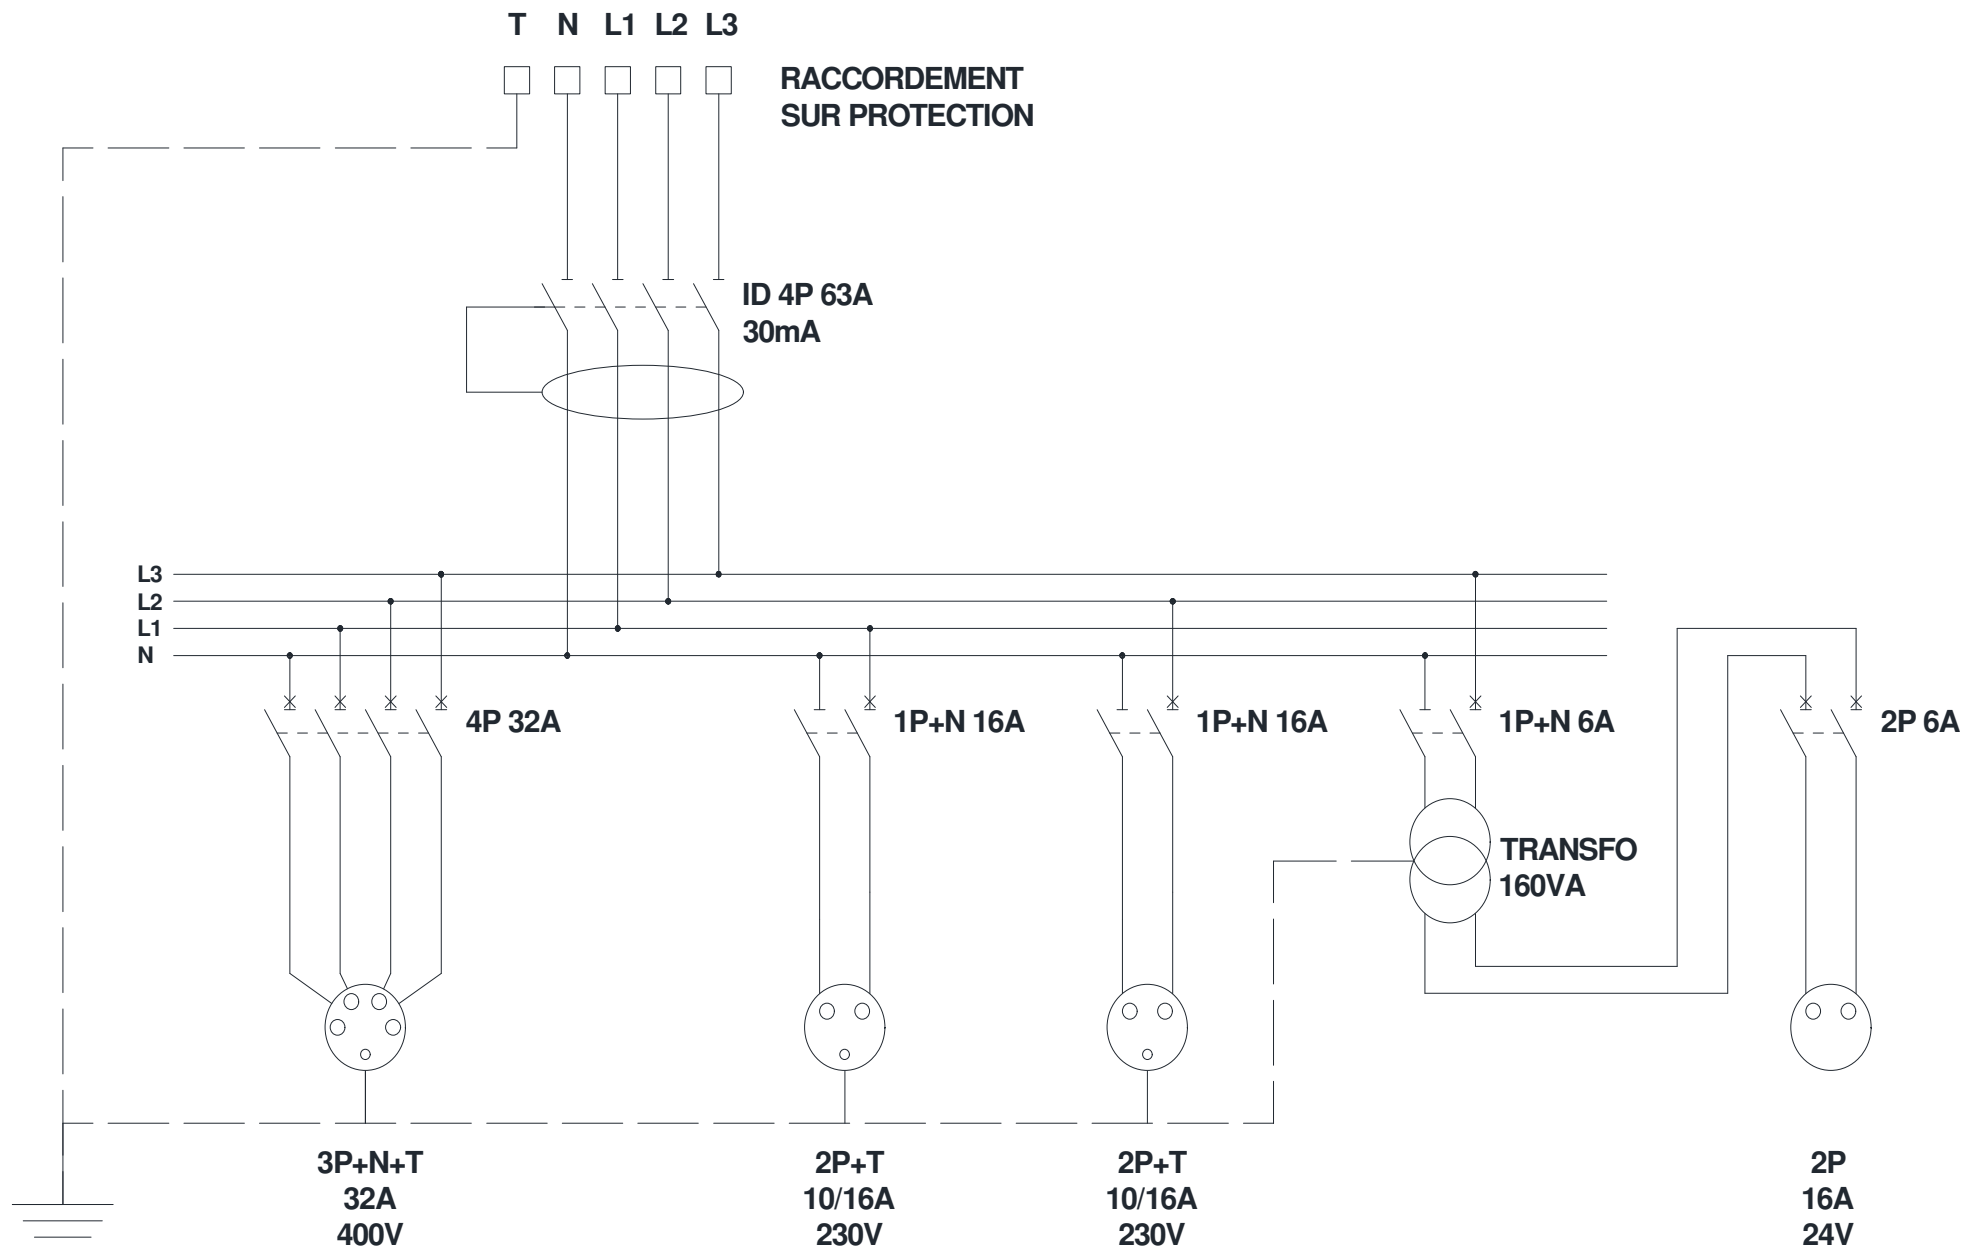 T N L1 L2 L3
RACCORDEMENT
SUR PROTECTION
ID 4P 63A
30mA
L3
L2
L1
N
4P 32A
1P+N 16A
1P+N 16A
1P+N 6A
2P 6A
TRANSFO
160VA
3P+N+T
32A
400V
2P+T
10/16A
230V
2P+T
10/16A
230V
2P
16A
24V